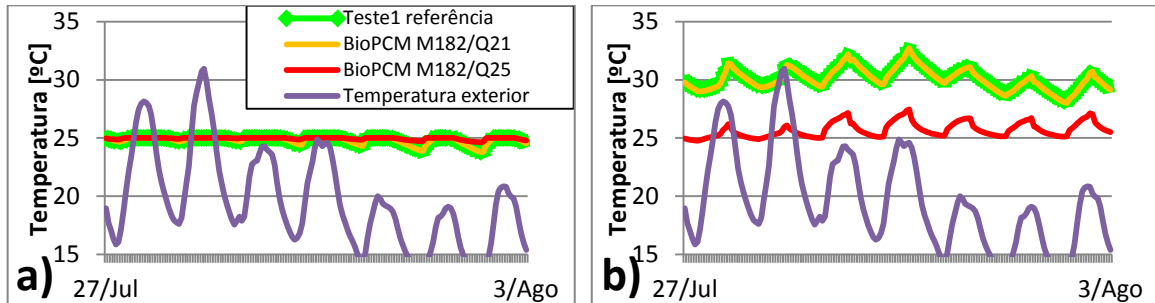 Temperatura [ºC]
35
30
25
20
15
Teste1 referência
BioPCM M182/Q21
BioPCM M182/Q25
Temperatura exterior
a)
27/Jul
3/Ago
Temperatura [ºC]
35
30
25
20
15
b)
27/Jul
3/Ago